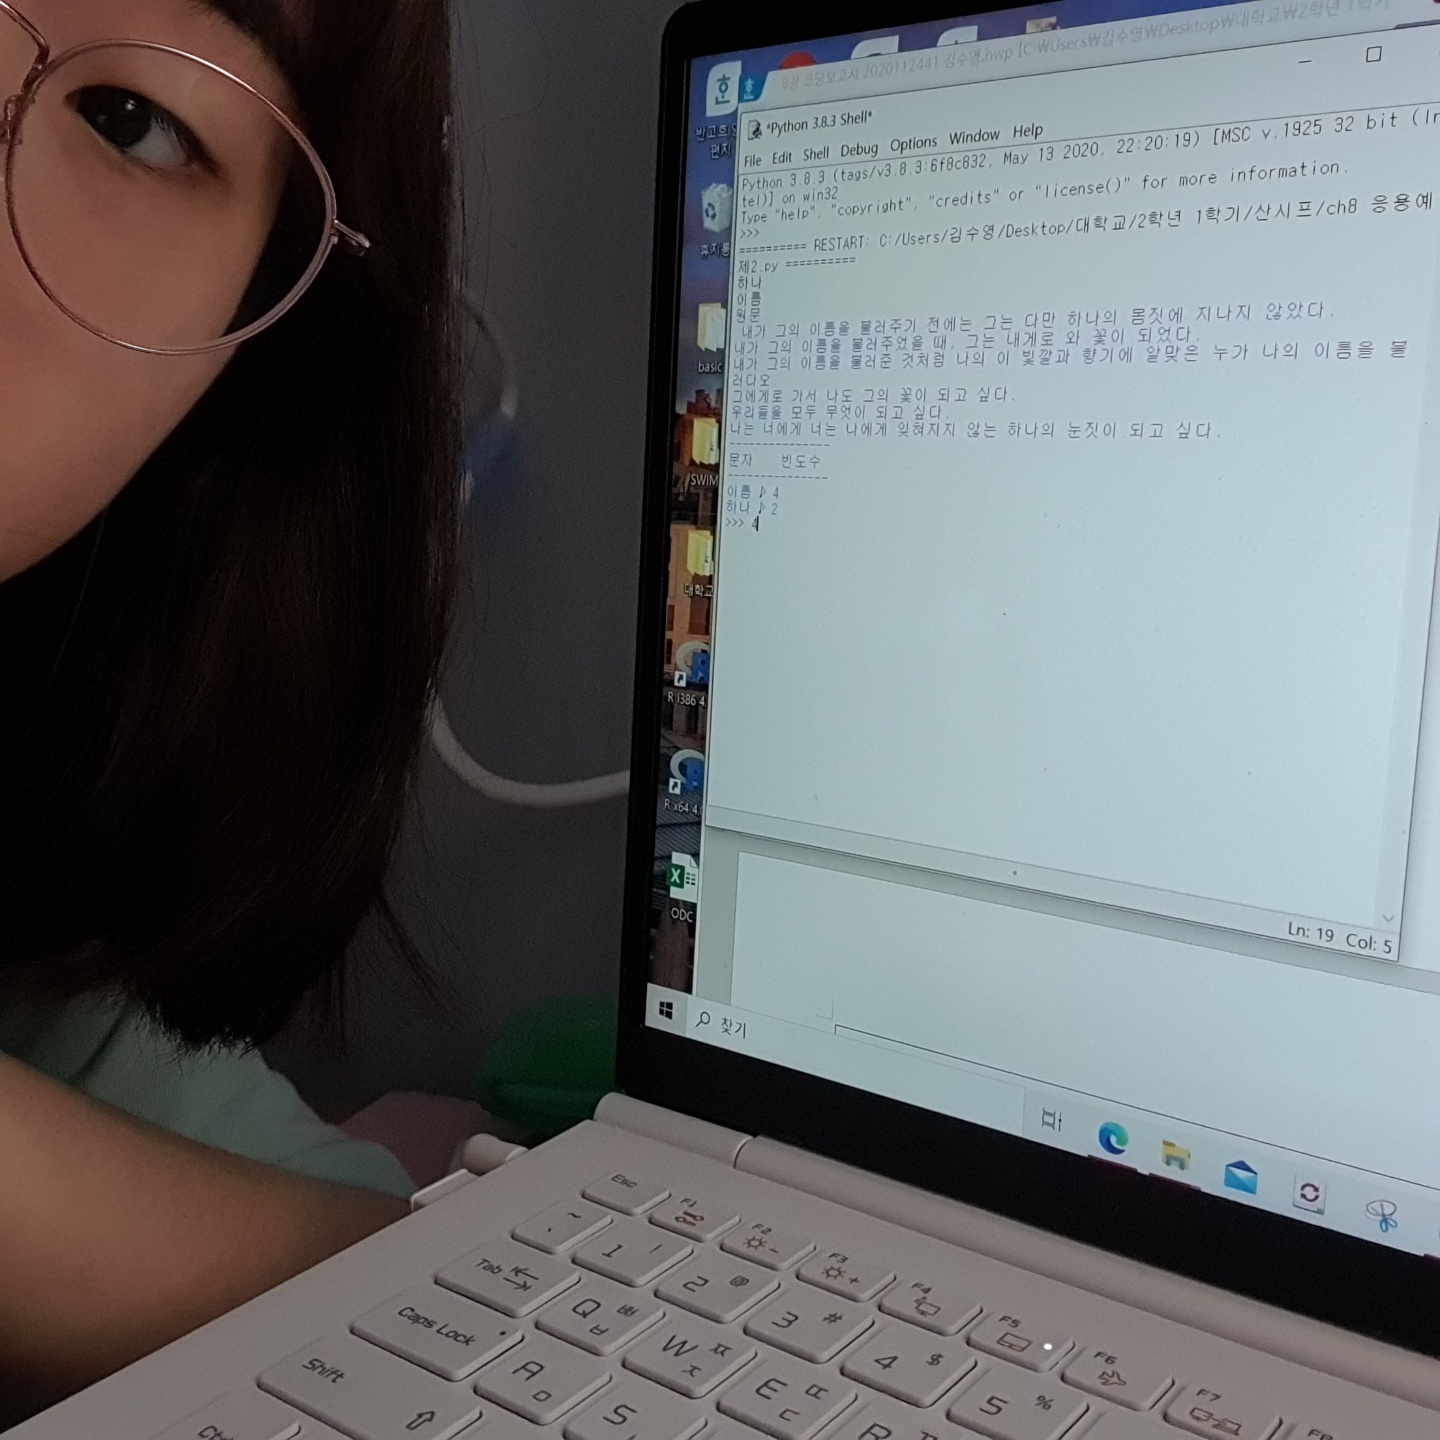 8장 코딩보고서 2020112441 김수영.hwp [C:₩Users₩김수영₩Desktop₩대학교₩2학년 1학기
*Python 3.8.3 Shell*
File Edit Shell Debug Options Window Help
Python 3.8.3 (tags/v3.8.3:6f8c832, May 13 2020, 22:20:19) [MSC v.1925 32 bit (In
tel)] on win32
Type "help", "copyright", "credits" or "license()" for more information.
>>>
========== RESTART: C:/Users/김수영/Desktop/대학교/2학년 1학기/산시프/ch8 응용예
제2.py ==========
하나
이름
원문
내가 그의 이름을 불러주기 전에는 그는 다만 하나의 몸짓에 지나지 않았다.
내가 그의 이름을 불러주었을 때, 그는 내게로 와 꽃이 되었다.
내가 그의 이름을 불러준 것처럼 나의 이 빛깔과 향기에 알맞은 누가 나의 이름을 불
러다오.
그에게로 가서 나도 그의 꽃이 되고 싶다.
우리들을 모두 무엇이 되고 싶다.
나는 너에게 너는 나에게 잊혀지지 않는 하나의 눈짓이 되고 싶다.
---------------
문자 빈도수
---------------
이름 ♪ 4
하나 ♪ 2
>>> 4
Ln: 19 Col: 5
휴지통
basic
SWIM
대학교
R i386 4.
R x64 4.
ODC
찾기
Esc F1 F2 F3 F4 F5 F6 F7 F8
~ 1 ! 2 @ 3 # 4 $ 5 %
Tab Q ㅃ ㅂ W ㅉ ㅈ E ㄸ ㄷ R
Caps Lock A ㅁ S
Shift
Ctrl